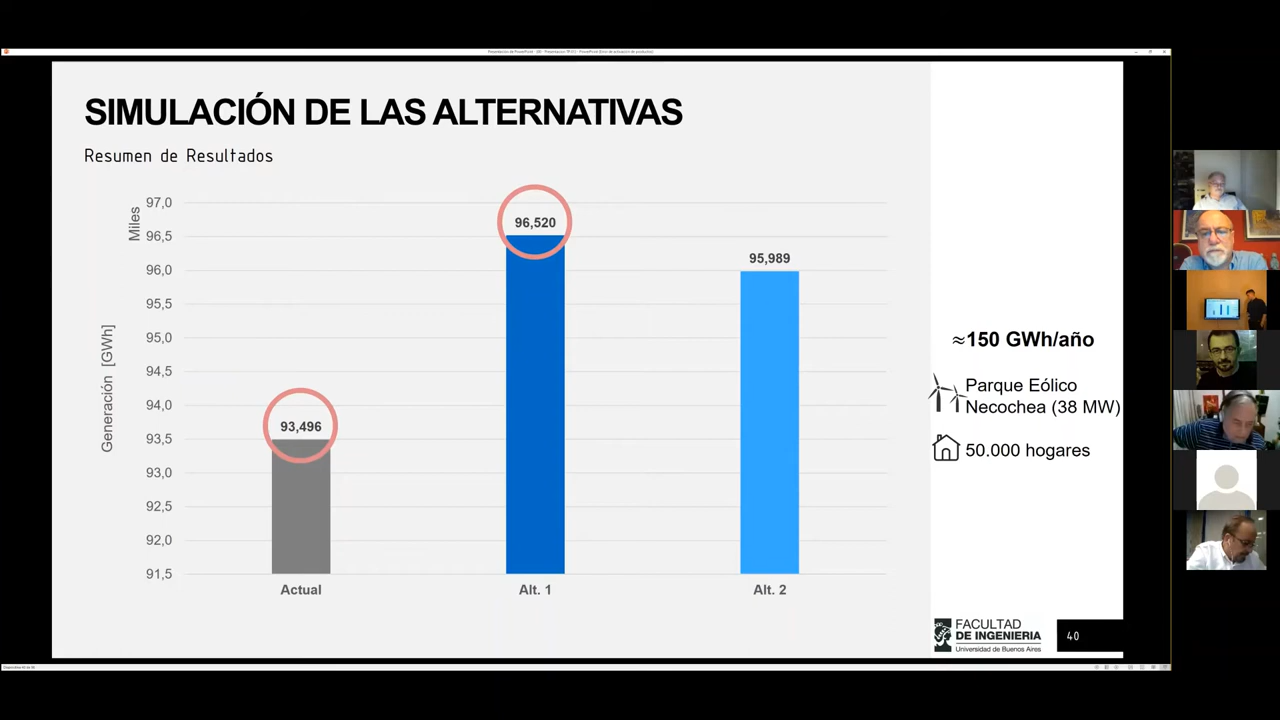 SIMULACIÓN DE LAS ALTERNATIVAS
Resumen de Resultados
Miles
Generación [GWh]
97,0
96,5
96,0
95,5
95,0
94,5
94,0
93,5
93,0
92,5
92,0
91,5
93,496
96,520
95,989
Actual
Alt. 1
Alt. 2
≈150 GWh/año
Parque Eólico
Necochea (38 MW)
50.000 hogares
FACULTAD
DE INGENIERIA
Universidad de Buenos Aires
40